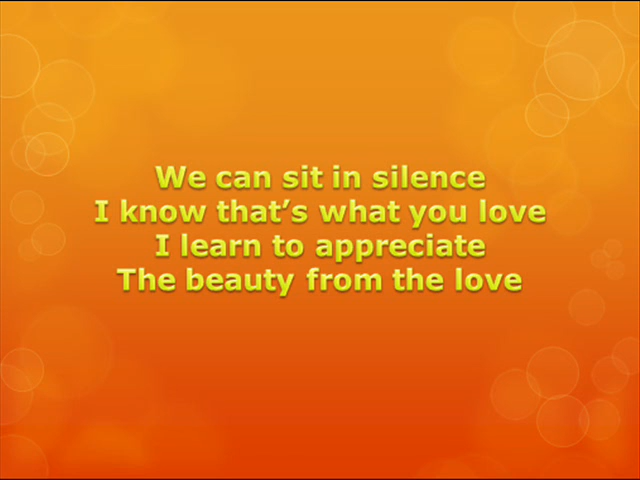 We can sit in silence
I know that’s what you love
I learn to appreciate
The beauty from the love